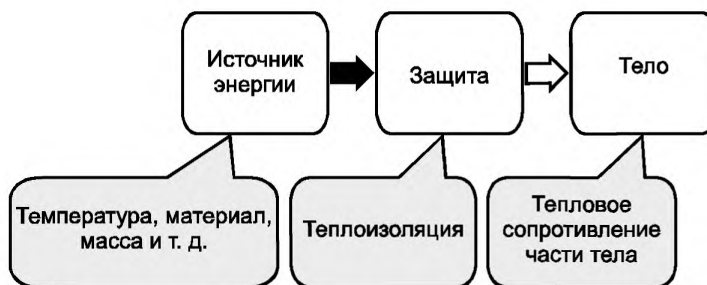 Источник
энергии
Защита
Тело
Температура, материал,
масса и т. д.
Теплоизоляция
Тепловое
сопротивление
части тела